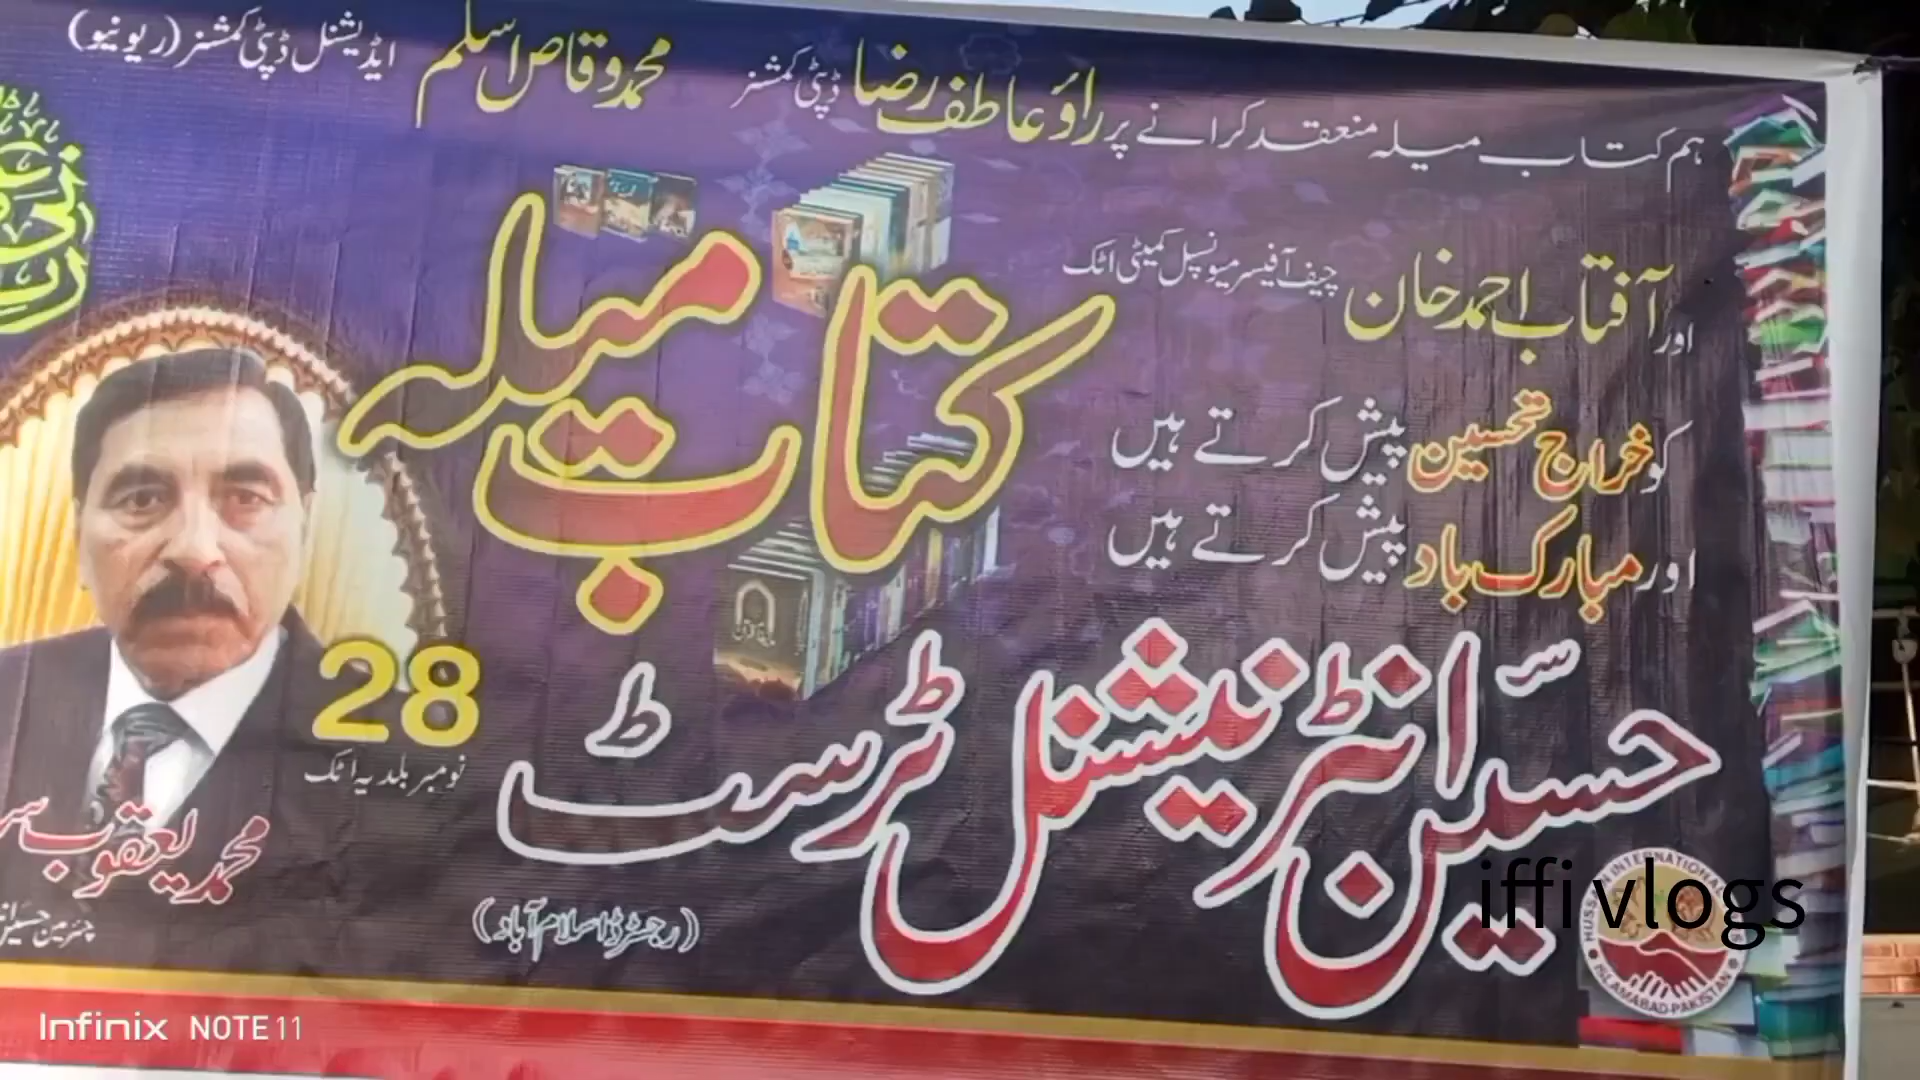 ہم کتاب میلہ منعقد کرانے پر راؤ عاطف رضا ڈپٹی کمشنر محمد وقاص اسلم ایڈیشنل ڈپٹی کمشنر (ریونیو)
اور آفتاب احمد خان چیف آفیسر میونسپل کمیٹی اٹک
کو خراج تحسین پیش کرتے ہیں
اور مبارک باد پیش کرتے ہیں
کتاب میلہ
28
نومبر بلدیہ اٹک
حسینؑ انٹرنیشنل ٹرسٹ
(رجسٹرڈ اسلام آباد)
محمد یعقوب
چئرمین
HUSSAIN INTERNATIONAL
ISLAMABAD-PAKISTAN
iffi vlogs
Infinix NOTE 11